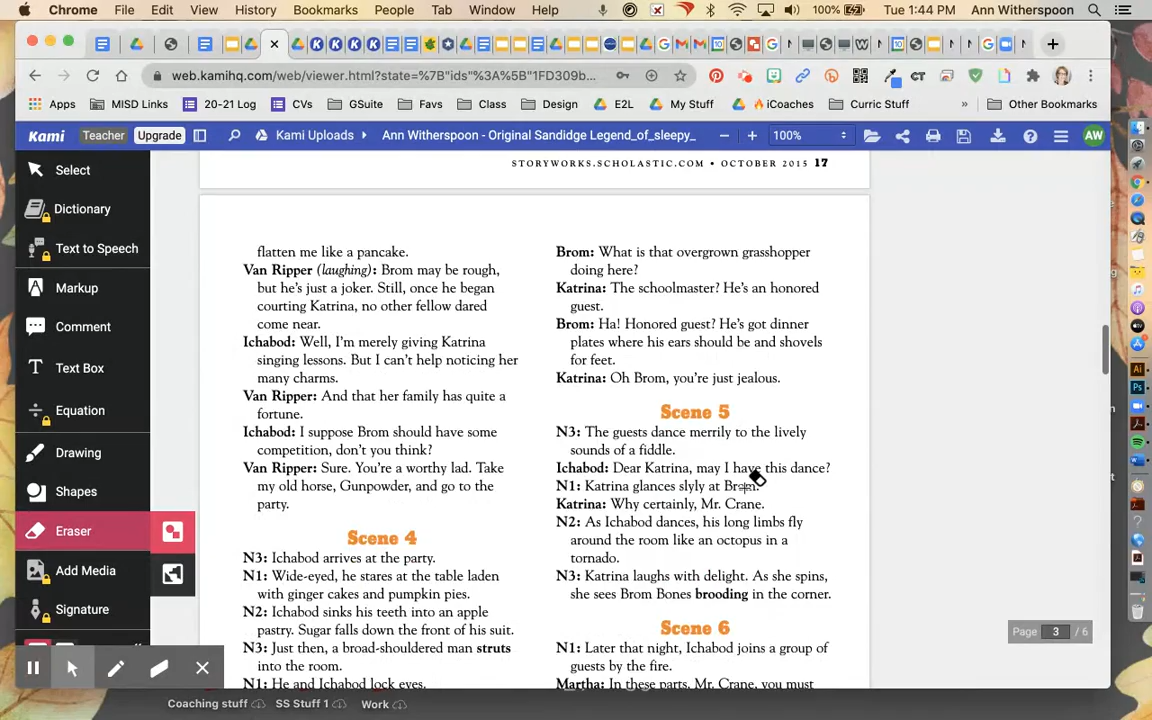 Chrome File Edit View History Bookmarks People Tab Window Help 100% Tue 1:44 PM Ann Witherspoon
web.kamihq.com/web/viewer.html?state=%7B"ids"%3A%5B"1FD309b...
Apps MISD Links 20-21 Log CVs GSuite Favs Class Design E2L My Stuff iCoaches Curric Stuff » Other Bookmarks
Kami Teacher Upgrade Kami Uploads Ann Witherspoon - Original Sandidge Legend_of_sleepy_ 100% AW
Select
Dictionary
Text to Speech
Markup
Comment
Text Box
Equation
Drawing
Shapes
Eraser
Add Media
Signature
STORYWORKS.SCHOLASTIC.COM • OCTOBER 2015 17
flatten me like a pancake.
Van Ripper (laughing): Brom may be rough,
but he's just a joker. Still, once he began
courting Katrina, no other fellow dared
come near.
Ichabod: Well, I'm merely giving Katrina
singing lessons. But I can't help noticing her
many charms.
Van Ripper: And that her family has quite a
fortune.
Ichabod: I suppose Brom should have some
competition, don't you think?
Van Ripper: Sure. You're a worthy lad. Take
my old horse, Gunpowder, and go to the
party.
Scene 4
N3: Ichabod arrives at the party.
N1: Wide-eyed, he stares at the table laden
with ginger cakes and pumpkin pies.
N2: Ichabod sinks his teeth into an apple
pastry. Sugar falls down the front of his suit.
N3: Just then, a broad-shouldered man struts
into the room.
N1: He and Ichabod lock eyes.
Brom: What is that overgrown grasshopper
doing here?
Katrina: The schoolmaster? He's an honored
guest.
Brom: Ha! Honored guest? He's got dinner
plates where his ears should be and shovels
for feet.
Katrina: Oh Brom, you're just jealous.
Scene 5
N3: The guests dance merrily to the lively
sounds of a fiddle.
Ichabod: Dear Katrina, may I have this dance?
N1: Katrina glances slyly at Brom.
Katrina: Why certainly, Mr. Crane.
N2: As Ichabod dances, his long limbs fly
around the room like an octopus in a
tornado.
N3: Katrina laughs with delight. As she spins,
she sees Brom Bones brooding in the corner.
Scene 6
N1: Later that night, Ichabod joins a group of
guests by the fire.
Martha: In these parts, Mr. Crane, you must
Page 3 / 6
Coaching stuff SS Stuff 1 Work